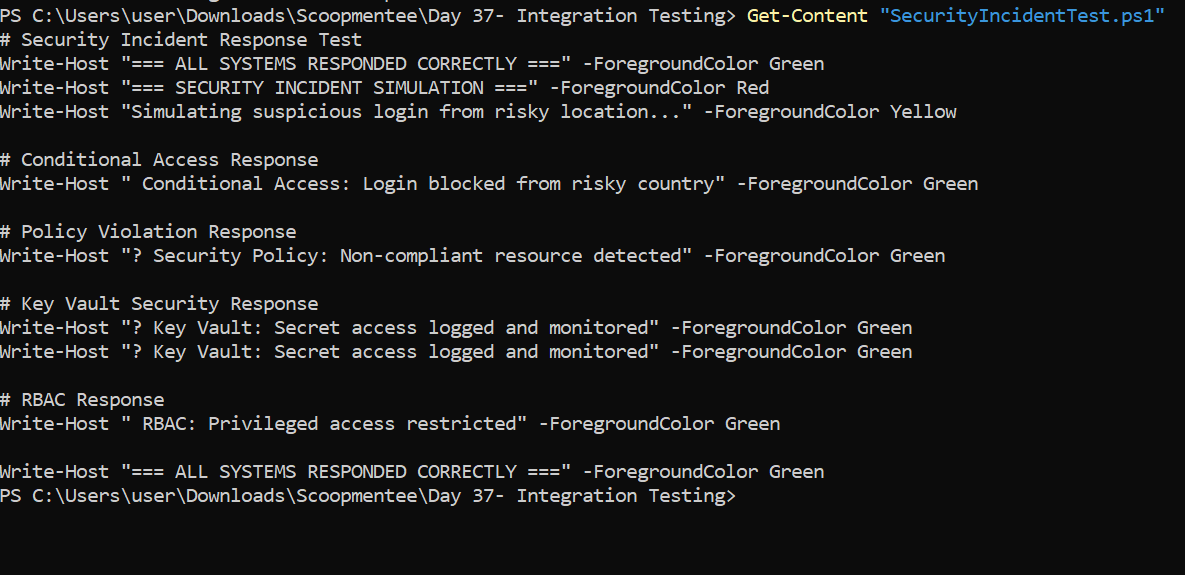 PS C:\Users\user\Downloads\Scoopmentee\Day 37- Integration Testing> Get-Content "SecurityIncidentTest.ps1"
# Security Incident Response Test
Write-Host "=== ALL SYSTEMS RESPONDED CORRECTLY ===" -ForegroundColor Green
Write-Host "=== SECURITY INCIDENT SIMULATION ===" -ForegroundColor Red
Write-Host "Simulating suspicious login from risky location..." -ForegroundColor Yellow
# Conditional Access Response
Write-Host " Conditional Access: Login blocked from risky country" -ForegroundColor Green
# Policy Violation Response
Write-Host "? Security Policy: Non-compliant resource detected" -ForegroundColor Green
# Key Vault Security Response
Write-Host "? Key Vault: Secret access logged and monitored" -ForegroundColor Green
Write-Host "? Key Vault: Secret access logged and monitored" -ForegroundColor Green
# RBAC Response
Write-Host " RBAC: Privileged access restricted" -ForegroundColor Green
Write-Host "=== ALL SYSTEMS RESPONDED CORRECTLY ===" -ForegroundColor Green
PS C:\Users\user\Downloads\Scoopmentee\Day 37- Integration Testing>